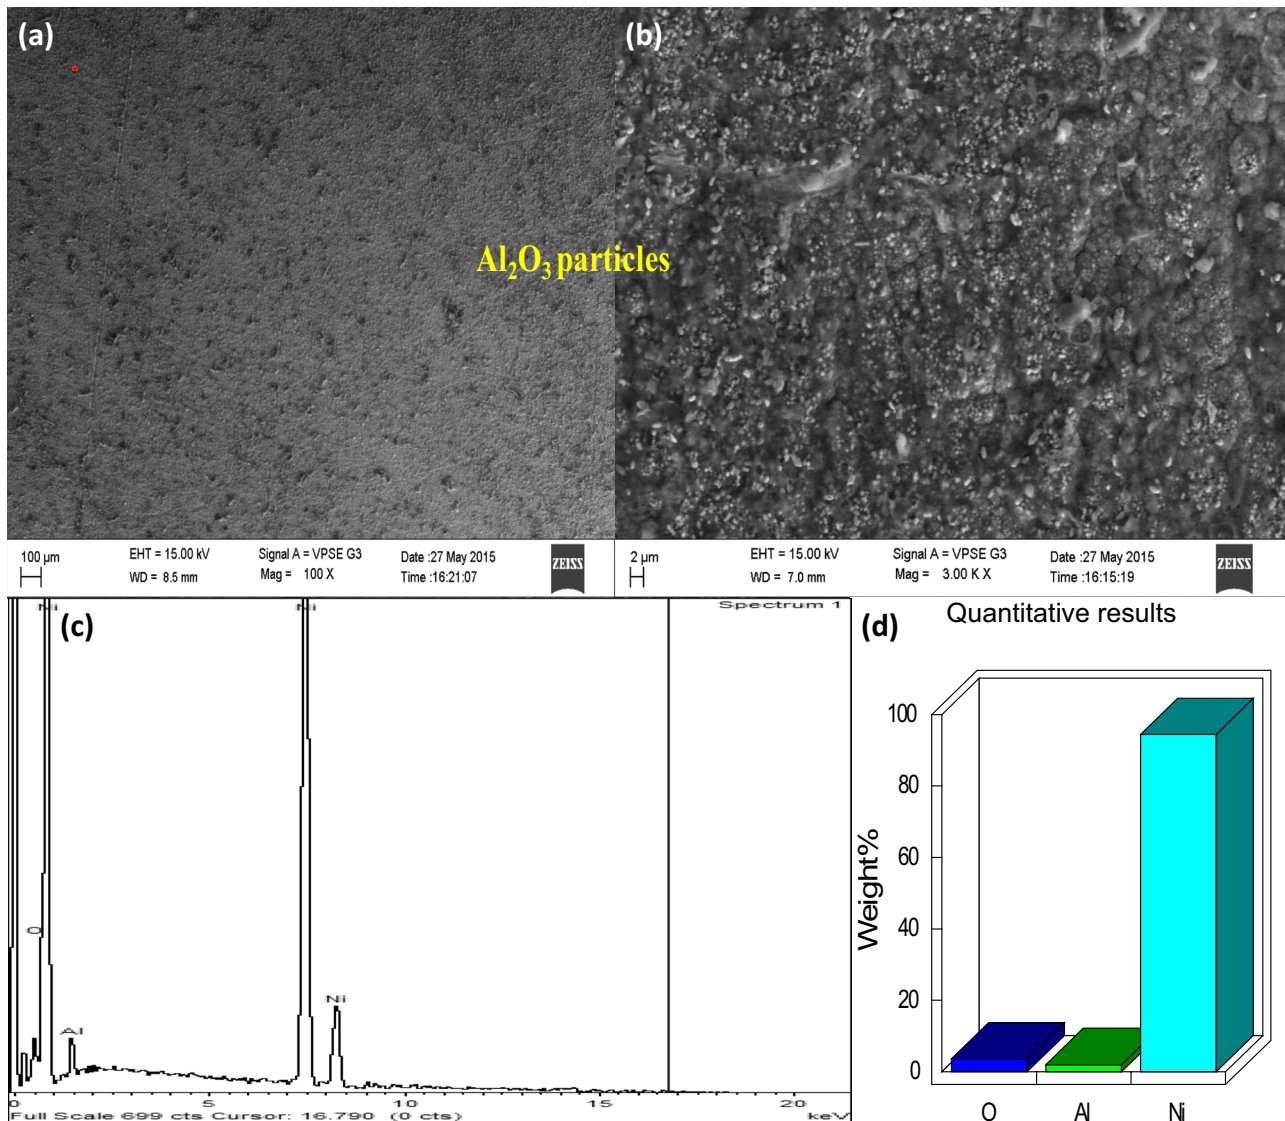 (a)
(b)
Al₂O₃ particles
100 µm
EHT = 15.00 kV
Signal A = VPSE G3
Date :27 May 2015
WD = 8.5 mm
Mag = 100 X
Time :16:21:07
ZEISS
2 µm
EHT = 15.00 kV
Signal A = VPSE G3
Date :27 May 2015
WD = 7.0 mm
Mag = 3.00 K X
Time :16:15:19
ZEISS
(c)
Ni
Ni
Spectrum 1
O
Al
Ni
0
5
10
15
20
Full Scale 699 cts Cursor: 16.790 (0 cts)
keV
(d)
Quantitative results
Weight%
100
80
60
40
20
0
O
Al
Ni